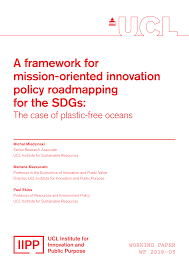 UCL
A framework for
mission-oriented innovation
policy roadmapping
for the SDGs:
The case of plastic-free oceans
Michal Miedzinski
Senior Research Associate
UCL Institute for Sustainable Resources
Mariana Mazzucato
Professor in the Economics of Innovation and Public Value
Director, UCL Institute for Innovation and Public Purpose
Paul Ekins
Professor of Resources and Environment Policy
UCL Institute for Sustainable Resources
IIPP
UCL Institute for
Innovation and
Public Purpose
WORKING PAPER
WP 2019-05